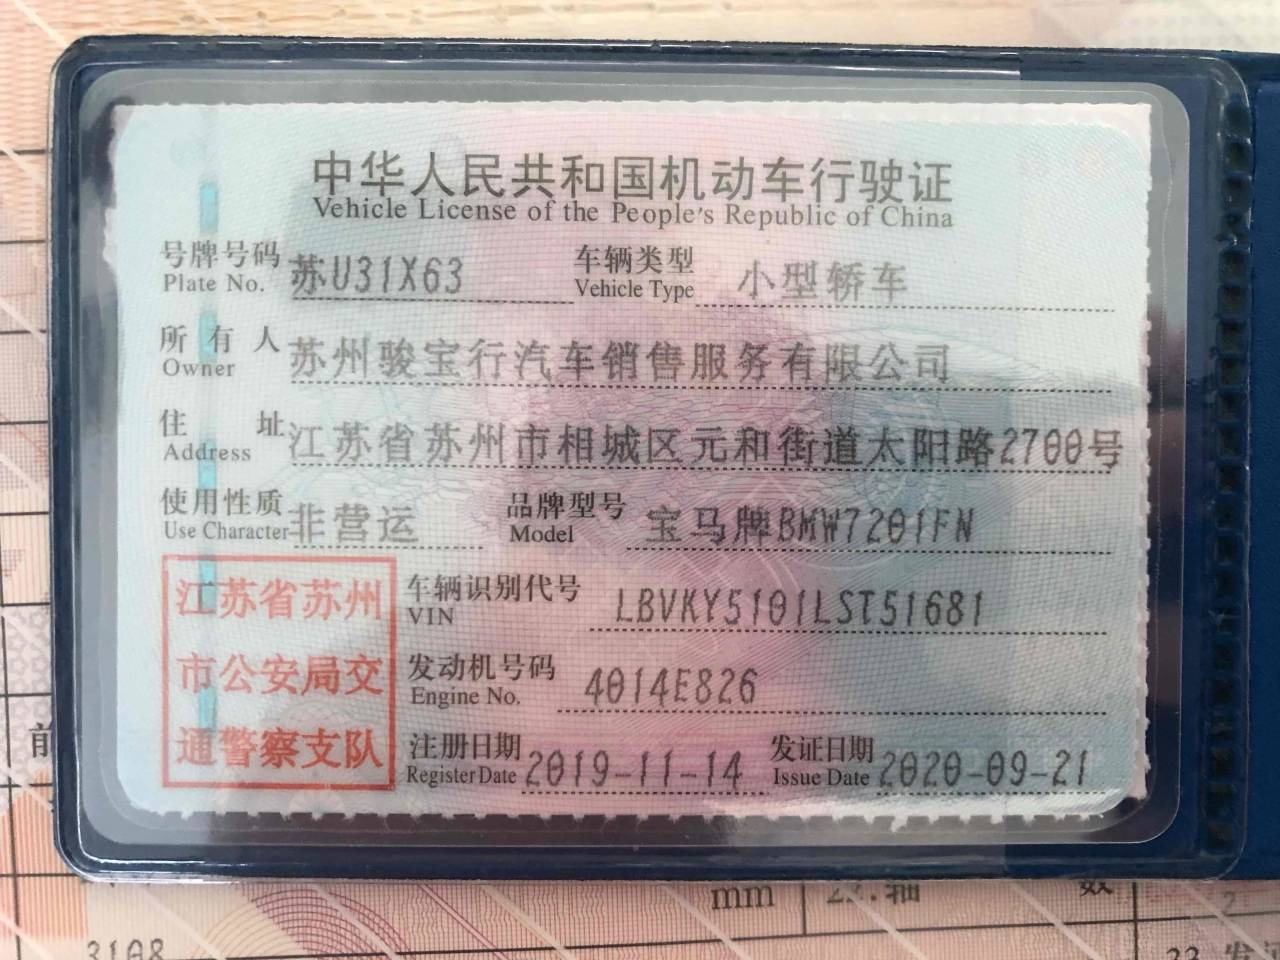 中华人民共和国机动车行驶证
Vehicle License of the People's Republic of China
号牌号码 苏U31X63 车辆类型 小型轿车
Plate No. Vehicle Type
所有人 苏州骏宝行汽车销售服务有限公司
Owner
住址 江苏省苏州市相城区元和街道太阳路2700号
Address
使用性质 非营运 品牌型号 宝马牌BMW7201FN
Use Character Model
江苏省苏州
市公安局交
通警察支队
车辆识别代号 LBVKY5101LST51681
VIN
发动机号码 4014E826
Engine No.
注册日期 2019-11-14 发证日期 2020-09-21
Register Date Issue Date
前
mm
轴 数
3108